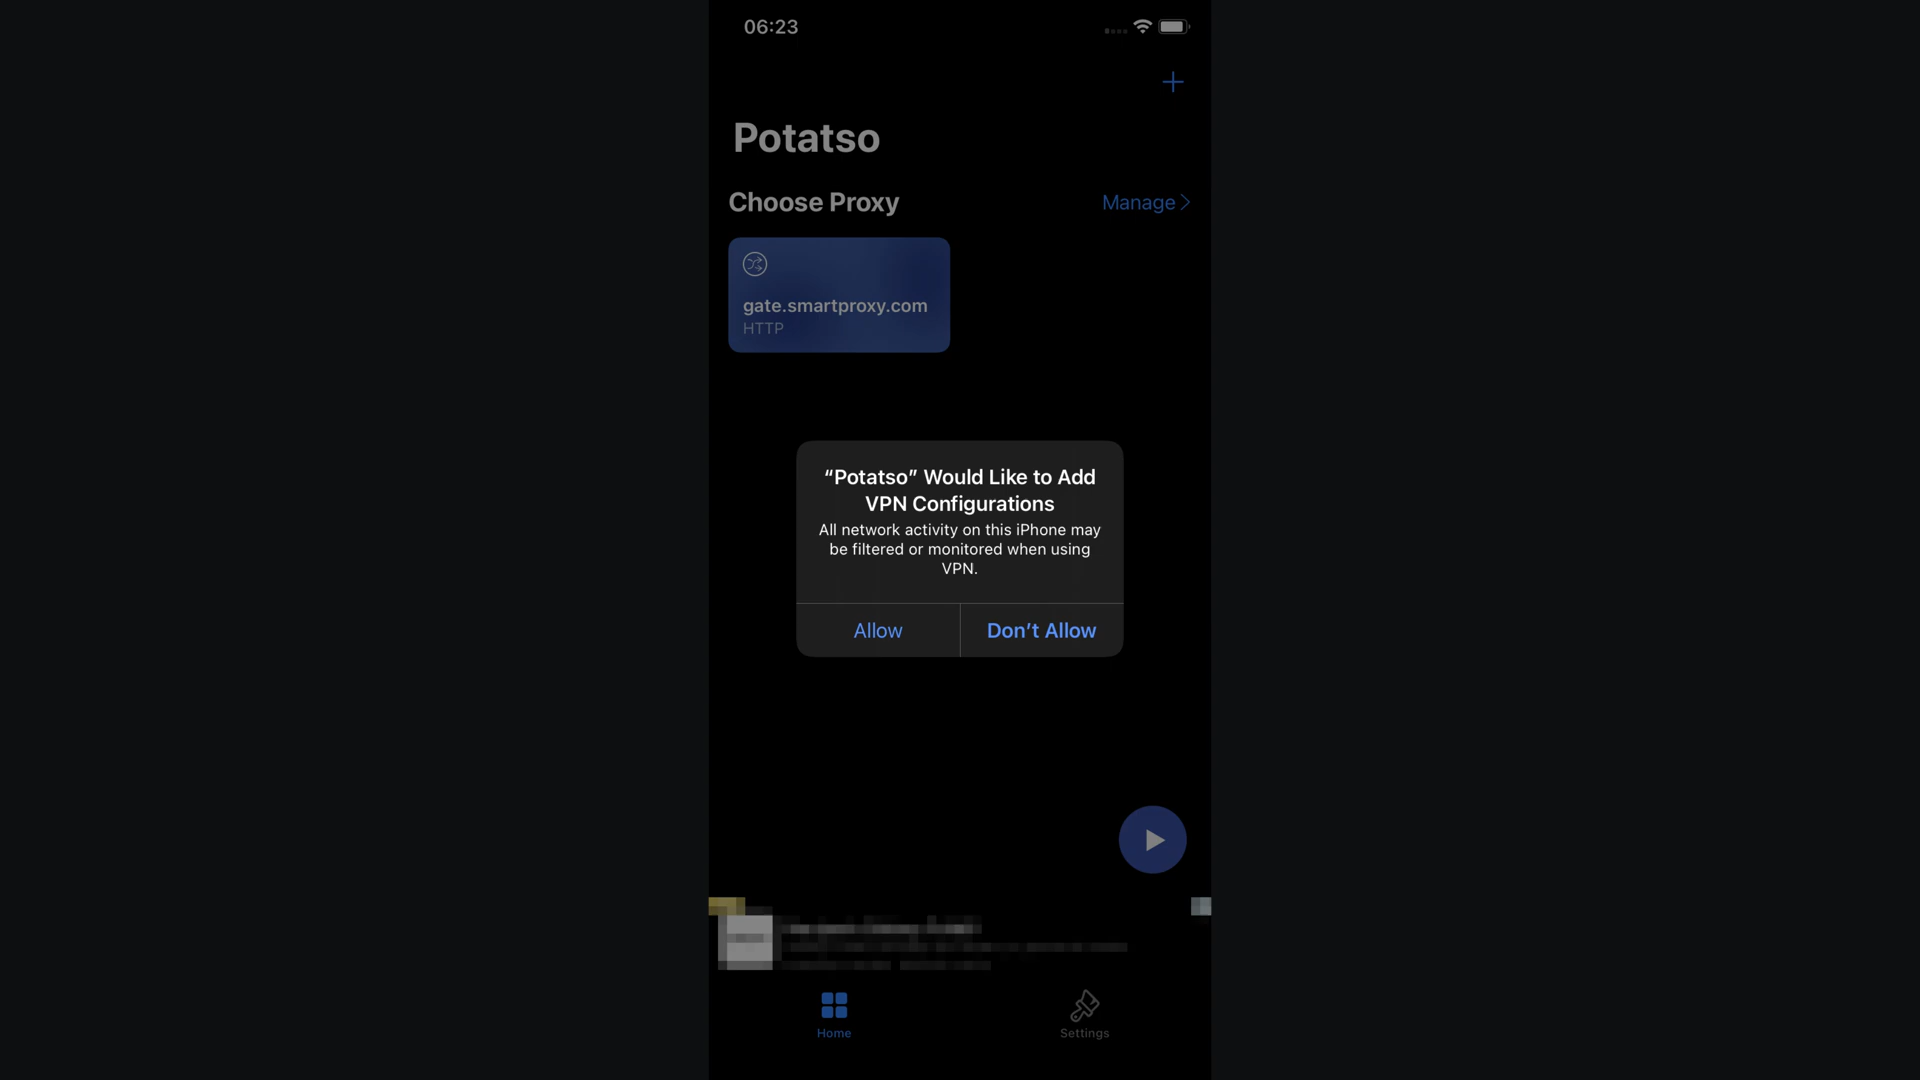 06:23
Potatso
Choose Proxy
Manage
gate.smartproxy.com
HTTP
“Potatso” Would Like to Add
VPN Configurations
All network activity on this iPhone may
be filtered or monitored when using
VPN.
Allow
Don’t Allow
Home
Settings